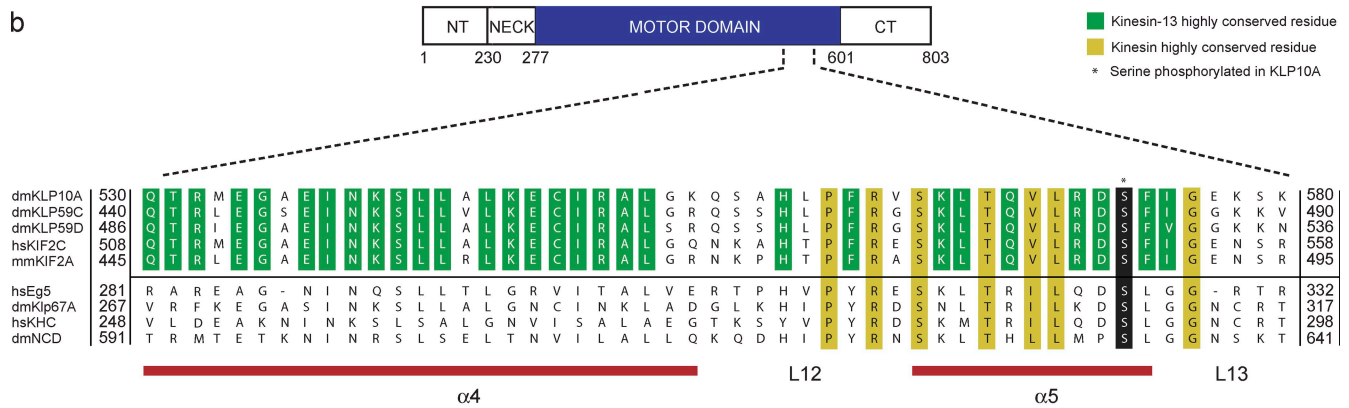 b
NT NECK MOTOR DOMAIN CT
1 230 277 601 803
Kinesin-13 highly conserved residue
Kinesin highly conserved residue
* Serine phosphorylated in KLP10A
*
dmKLP10A 530 Q T R M E G A E I N K S L L A L K E C I R A L G K Q S A H L P F R V S K L T Q V L R D S F I G E K S K 580
dmKLP59C 440 Q T R L E G S E I N K S L L V L K E C I R A L G R Q S S H L P F R G S K L T Q V L R D S F I G G K K V 490
dmKLP59D 486 Q T R I E G A E I N K S L L A L K E C I R A L S R Q S S H L P F R G S K L T Q V L R D S F V G G K K N 536
hsKIF2C 508 Q T R M E G A E I N K S L L A L K E C I R A L G Q N K A H T P F R E S K L T Q V L R D S F I G E N S R 558
mmKIF2A 445 Q T R L E G A E I N K S L L R L K E C I R A L G R N K P H T P F R A S K L T Q V L R D S F I G E N S R 495
hsEg5 281 R A R E A G - N I N Q S L L T L G R V I T A L V E R T P H V P Y R E S K L T R I L Q D S L G G - R T R 332
dmKlp67A 267 V R F K E G A S I N K S L L A L G N C I N K L A D G L K H I P Y R D S N L T R I L K D S L G G N C R T 317
hsKHC 248 V L D E A K N I N K S L S A L G N V I S A L A E G T K S Y V P Y R D S K M T R I L Q D S L G G N C R T 298
dmNCD 591 T R M T E T K N I N R S L S E L T N V I L A L L Q K Q D H I P Y R N S K L T H L L M P S L G G N S K T 641
α4 L12 α5 L13